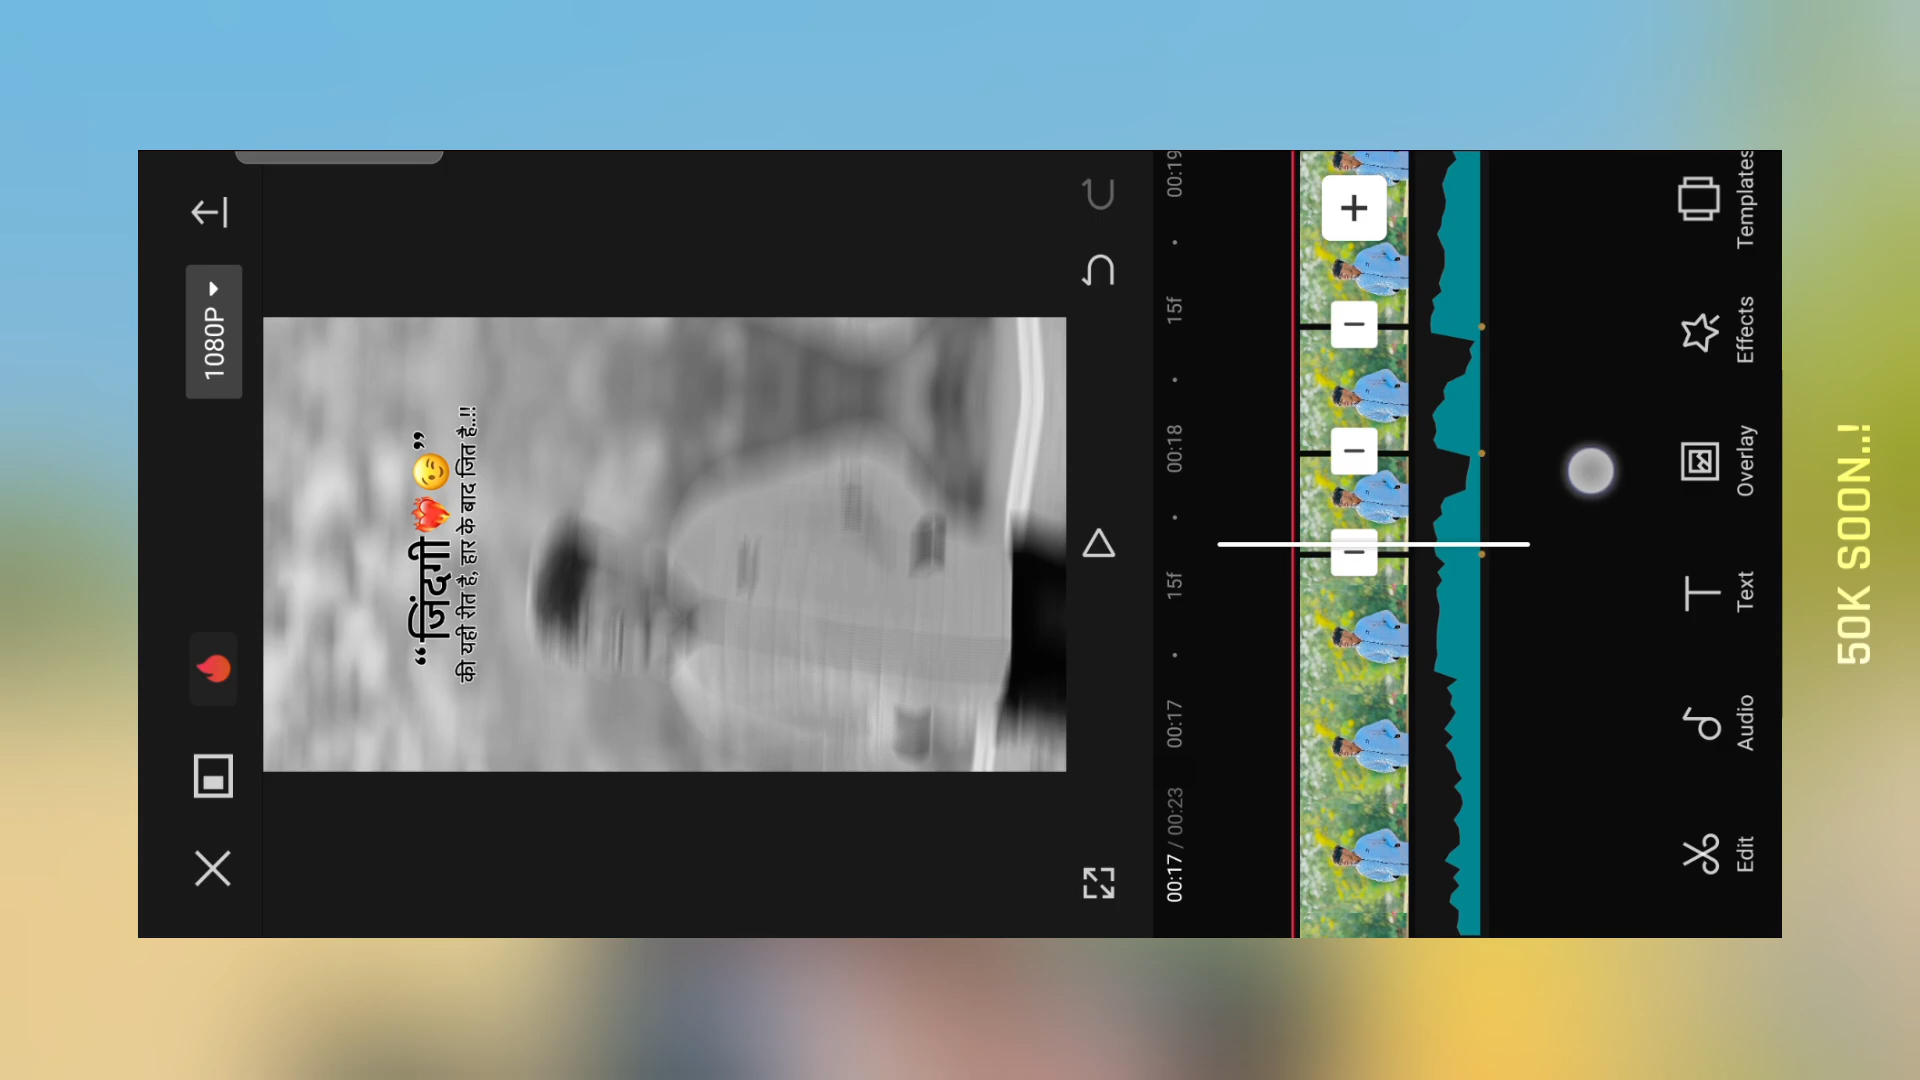 1080P
“जिंदगी❤️‍🔥😉”
की यही रीत है, हार के बाद जित है..!!
00:17 / 00:23
00:17
15f
00:18
15f
00:19
Edit
Audio
Text
Overlay
Effects
Templates
50K SOON..!